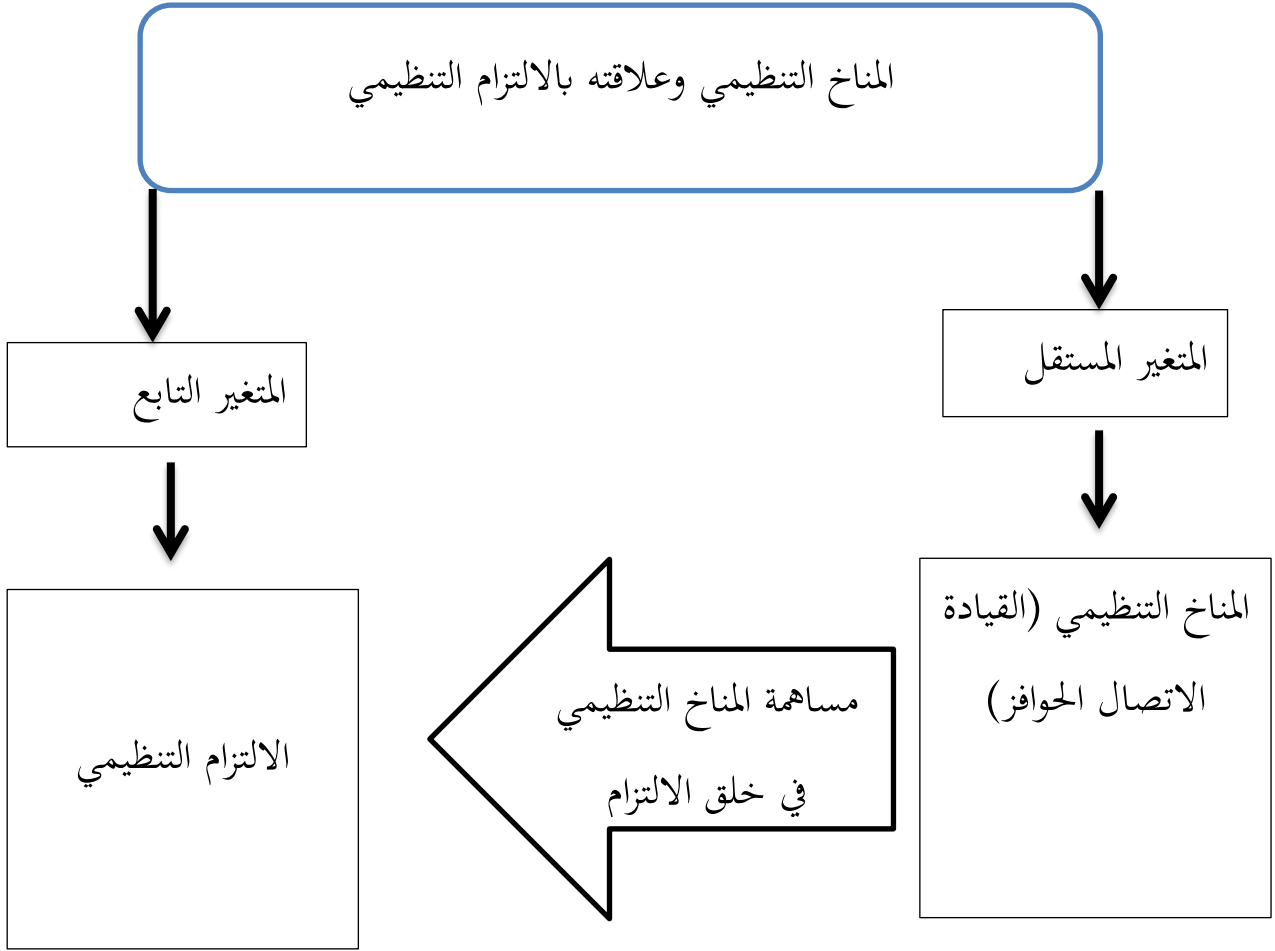 المناخ التنظيمي وعلاقته بالالتزام التنظيمي
المتغير المستقل
المتغير التابع
المناخ التنظيمي (القيادة
الاتصال الحوافز)
مساهمة المناخ التنظيمي
في خلق الالتزام
الالتزام التنظيمي